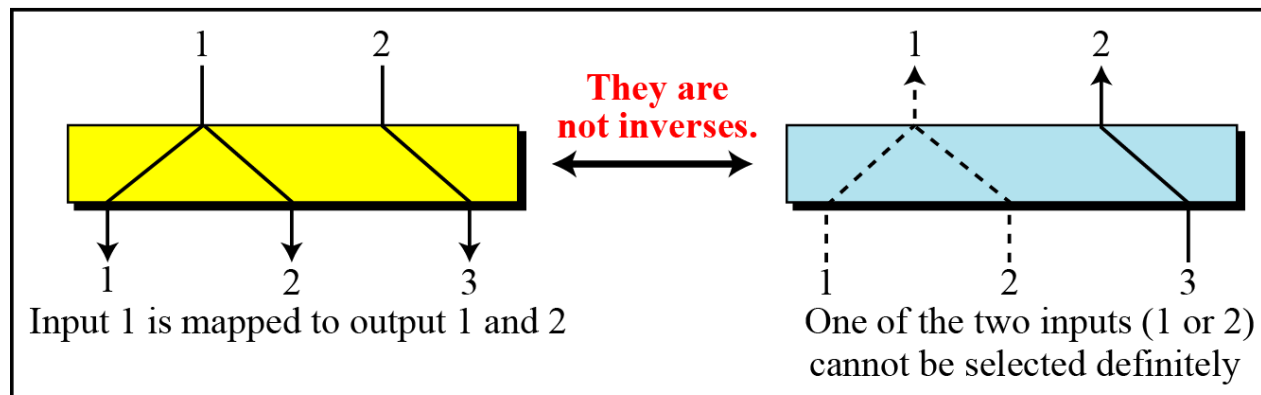 1 2
1 2
They are
not inverses.
1 2 3
1 2 3
Input 1 is mapped to output 1 and 2
One of the two inputs (1 or 2)
cannot be selected definitely